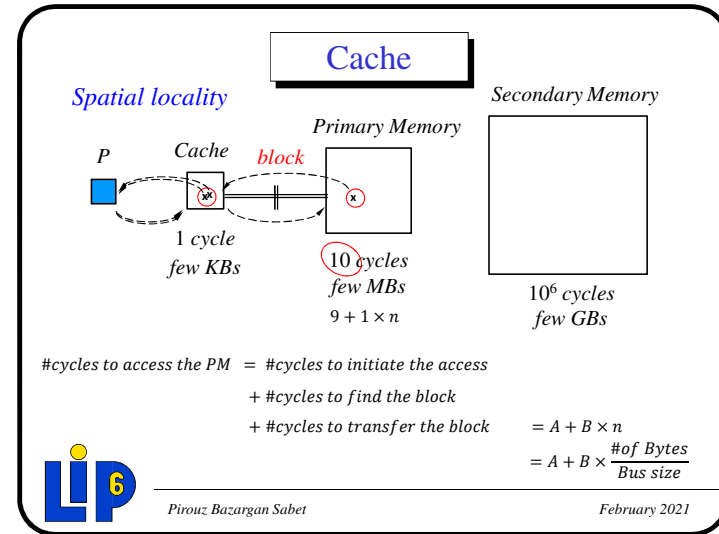 Cache
Spatial locality
Secondary Memory
Primary Memory
P
Cache
block
x
x
x
1 cycle
few KBs
10 cycles
few MBs
9 + 1 × n
10⁶ cycles
few GBs
#cycles to access the PM = #cycles to initiate the access
+ #cycles to find the block
+ #cycles to transfer the block = A + B × n
= A + B × #of Bytes / Bus size
LIP6
Pirouz Bazargan Sabet
February 2021